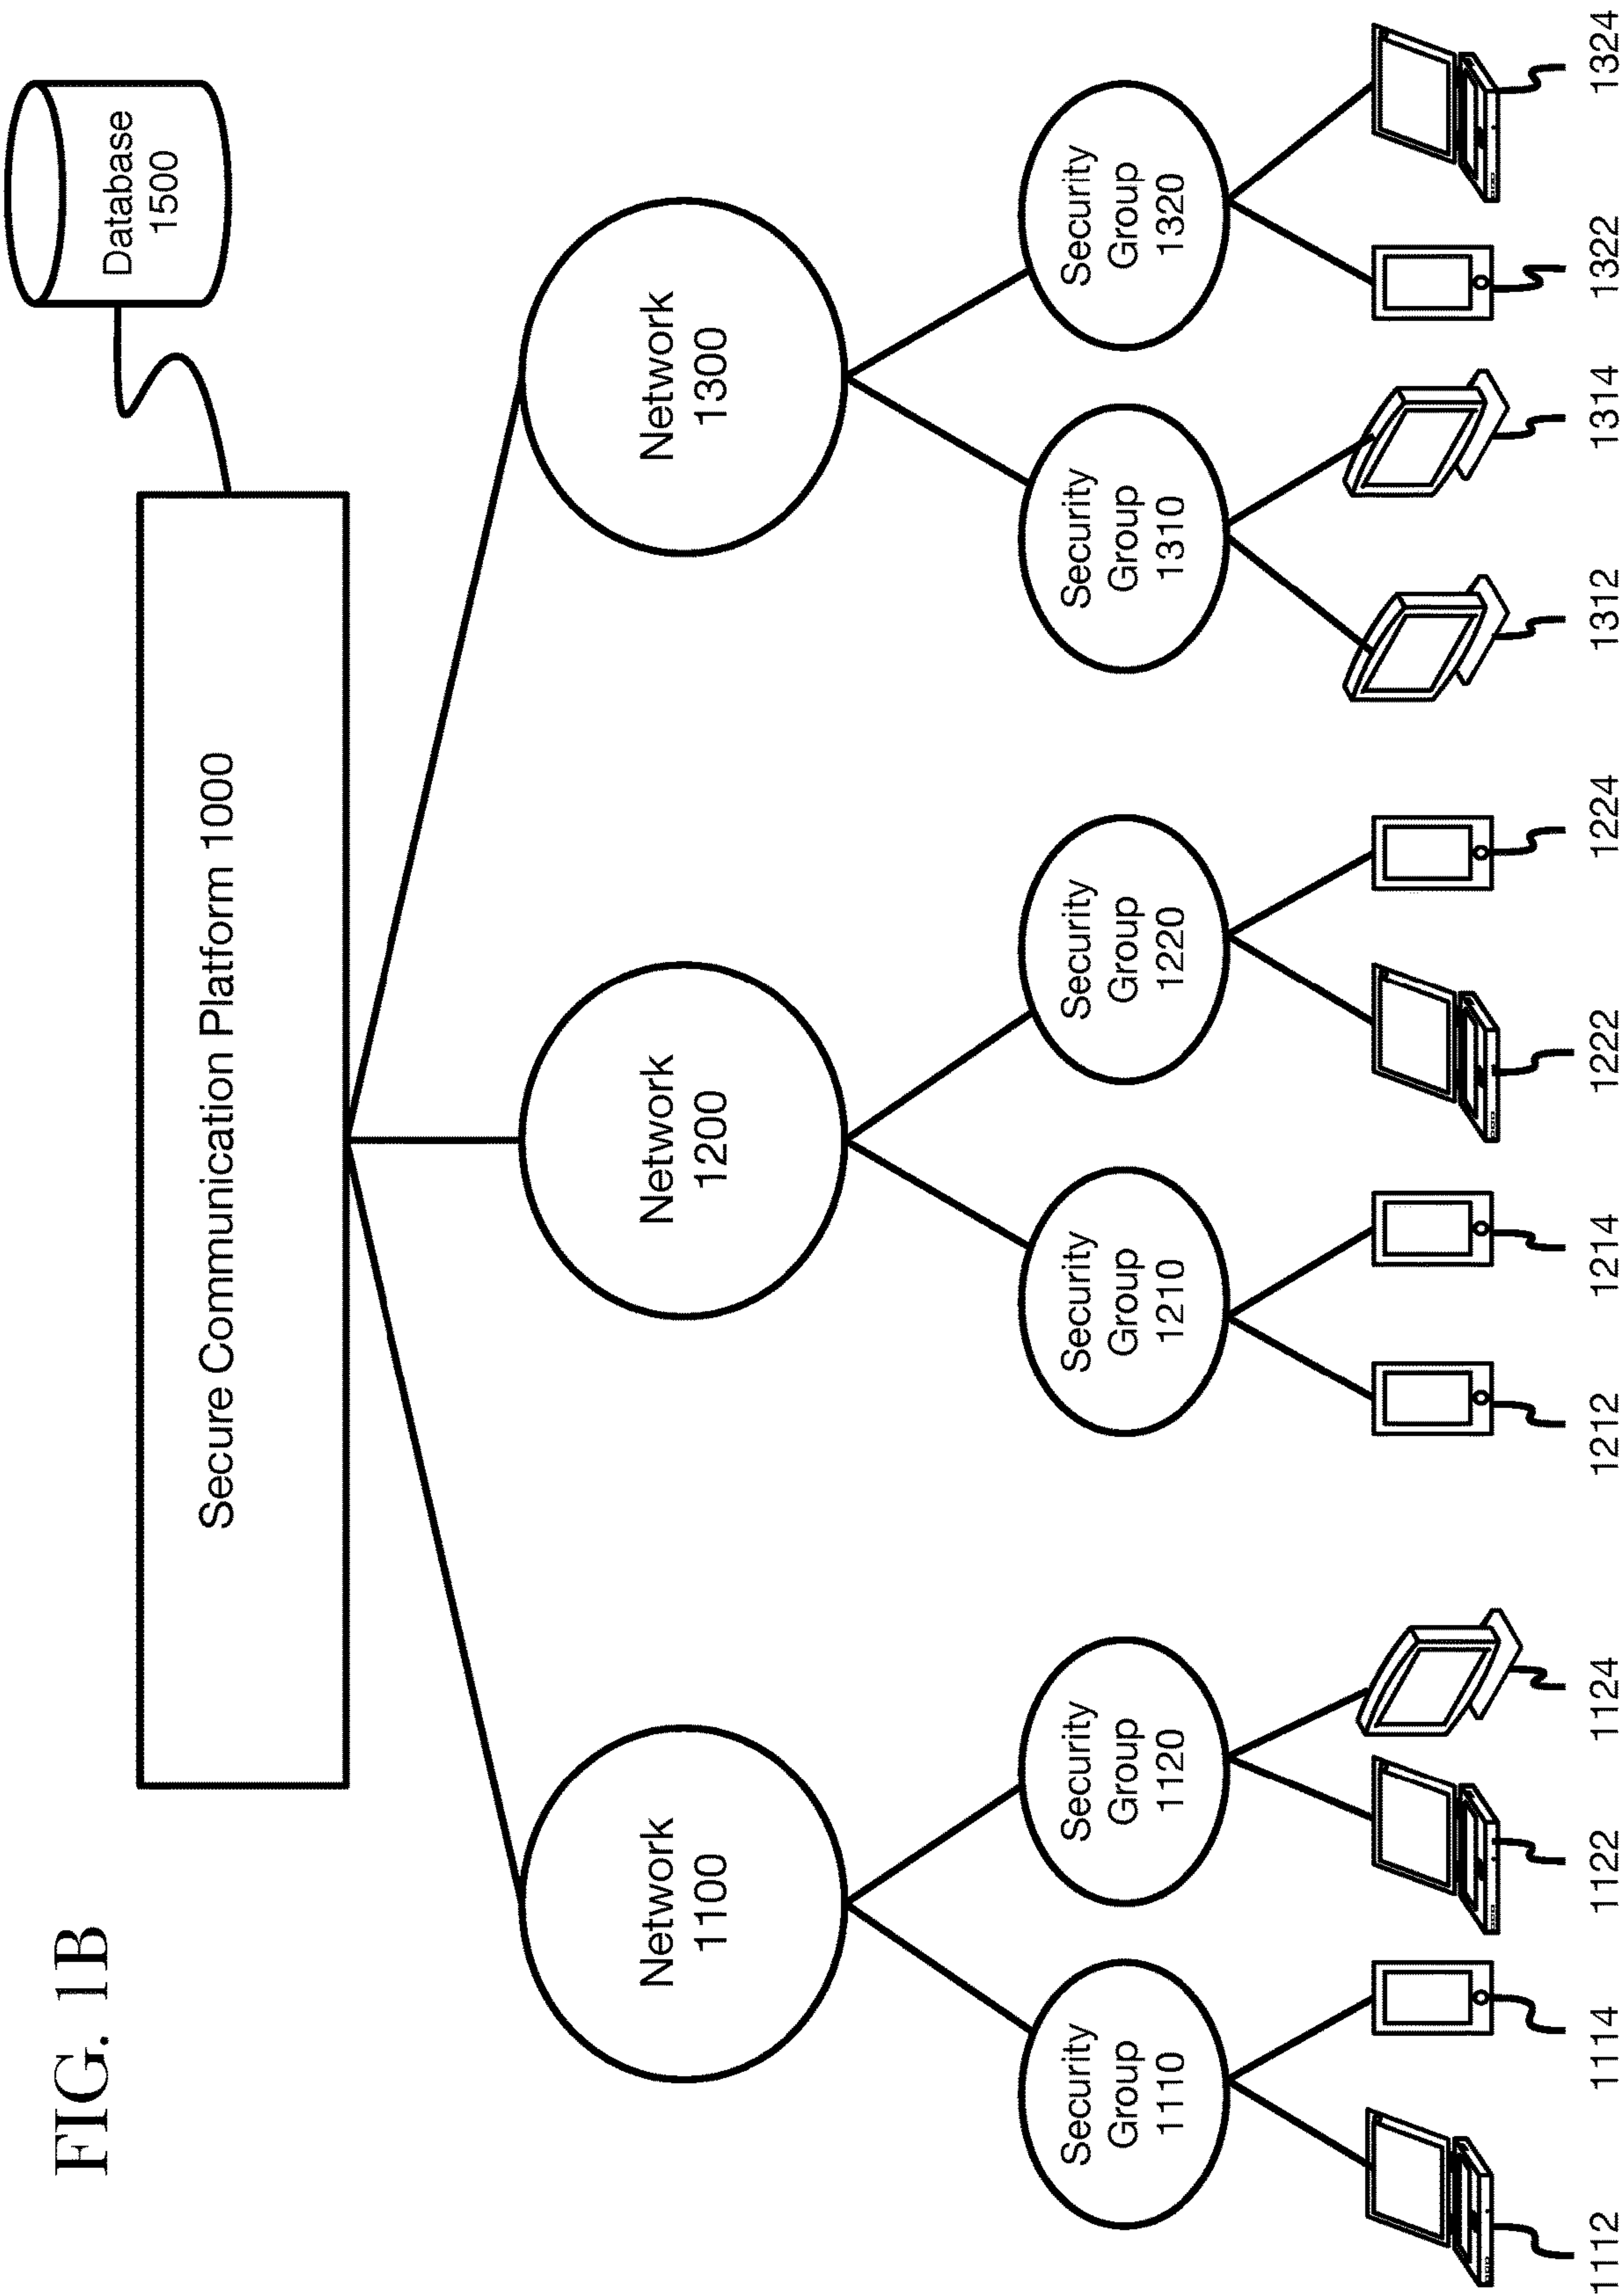 FIG. 1B
Database
1500
Secure Communication Platform 1000
Network
1100
Network
1200
Network
1300
Security
Group
1110
Security
Group
1120
Security
Group
1210
Security
Group
1220
Security
Group
1310
Security
Group
1320
1112
1114
1122
1124
1212
1214
1222
1224
1312
1314
1322
1324